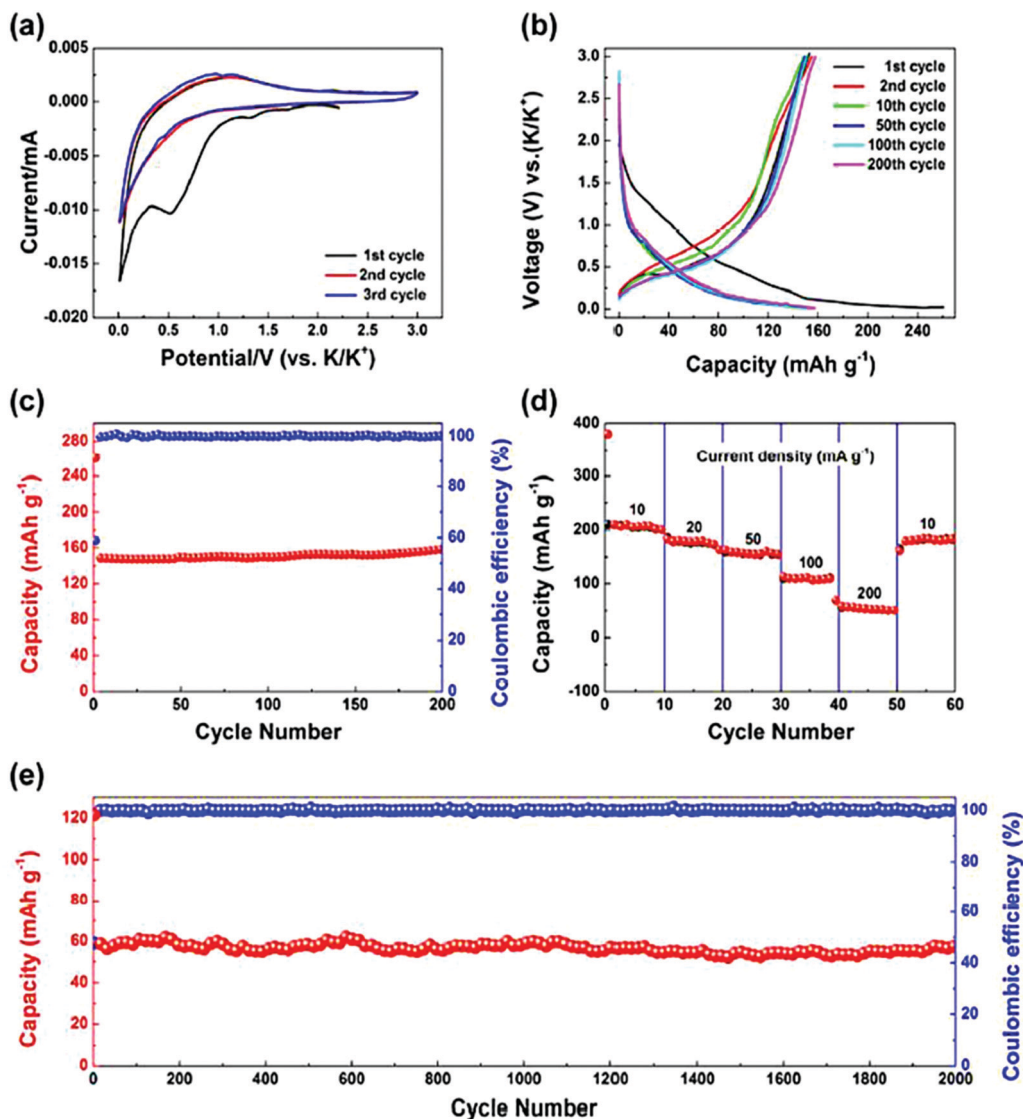 (a)
0.005
0.000
-0.005
-0.010
-0.015
-0.020
Current/mA
1st cycle
2nd cycle
3rd cycle
0.0 0.5 1.0 1.5 2.0 2.5 3.0
Potential/V (vs. K/K⁺)
(b)
3.0
2.5
2.0
1.5
1.0
0.5
0.0
Voltage (V) vs.(K/K⁺)
1st cycle
2nd cycle
10th cycle
50th cycle
100th cycle
200th cycle
0 40 80 120 160 200 240
Capacity (mAh g⁻¹)
(c)
280
240
200
160
120
80
40
0
Capacity (mAh g⁻¹)
100
80
60
40
20
0
Coulombic efficiency (%)
0 50 100 150 200
Cycle Number
(d)
400
300
200
100
0
-100
Capacity (mAh g⁻¹)
Current density (mA g⁻¹)
10
20
50
100
200
10
0 10 20 30 40 50 60
Cycle Number
(e)
120
100
80
60
40
20
0
Capacity (mAh g⁻¹)
100
80
60
40
20
0
Coulombic efficiency (%)
0 200 400 600 800 1000 1200 1400 1600 1800 2000
Cycle Number